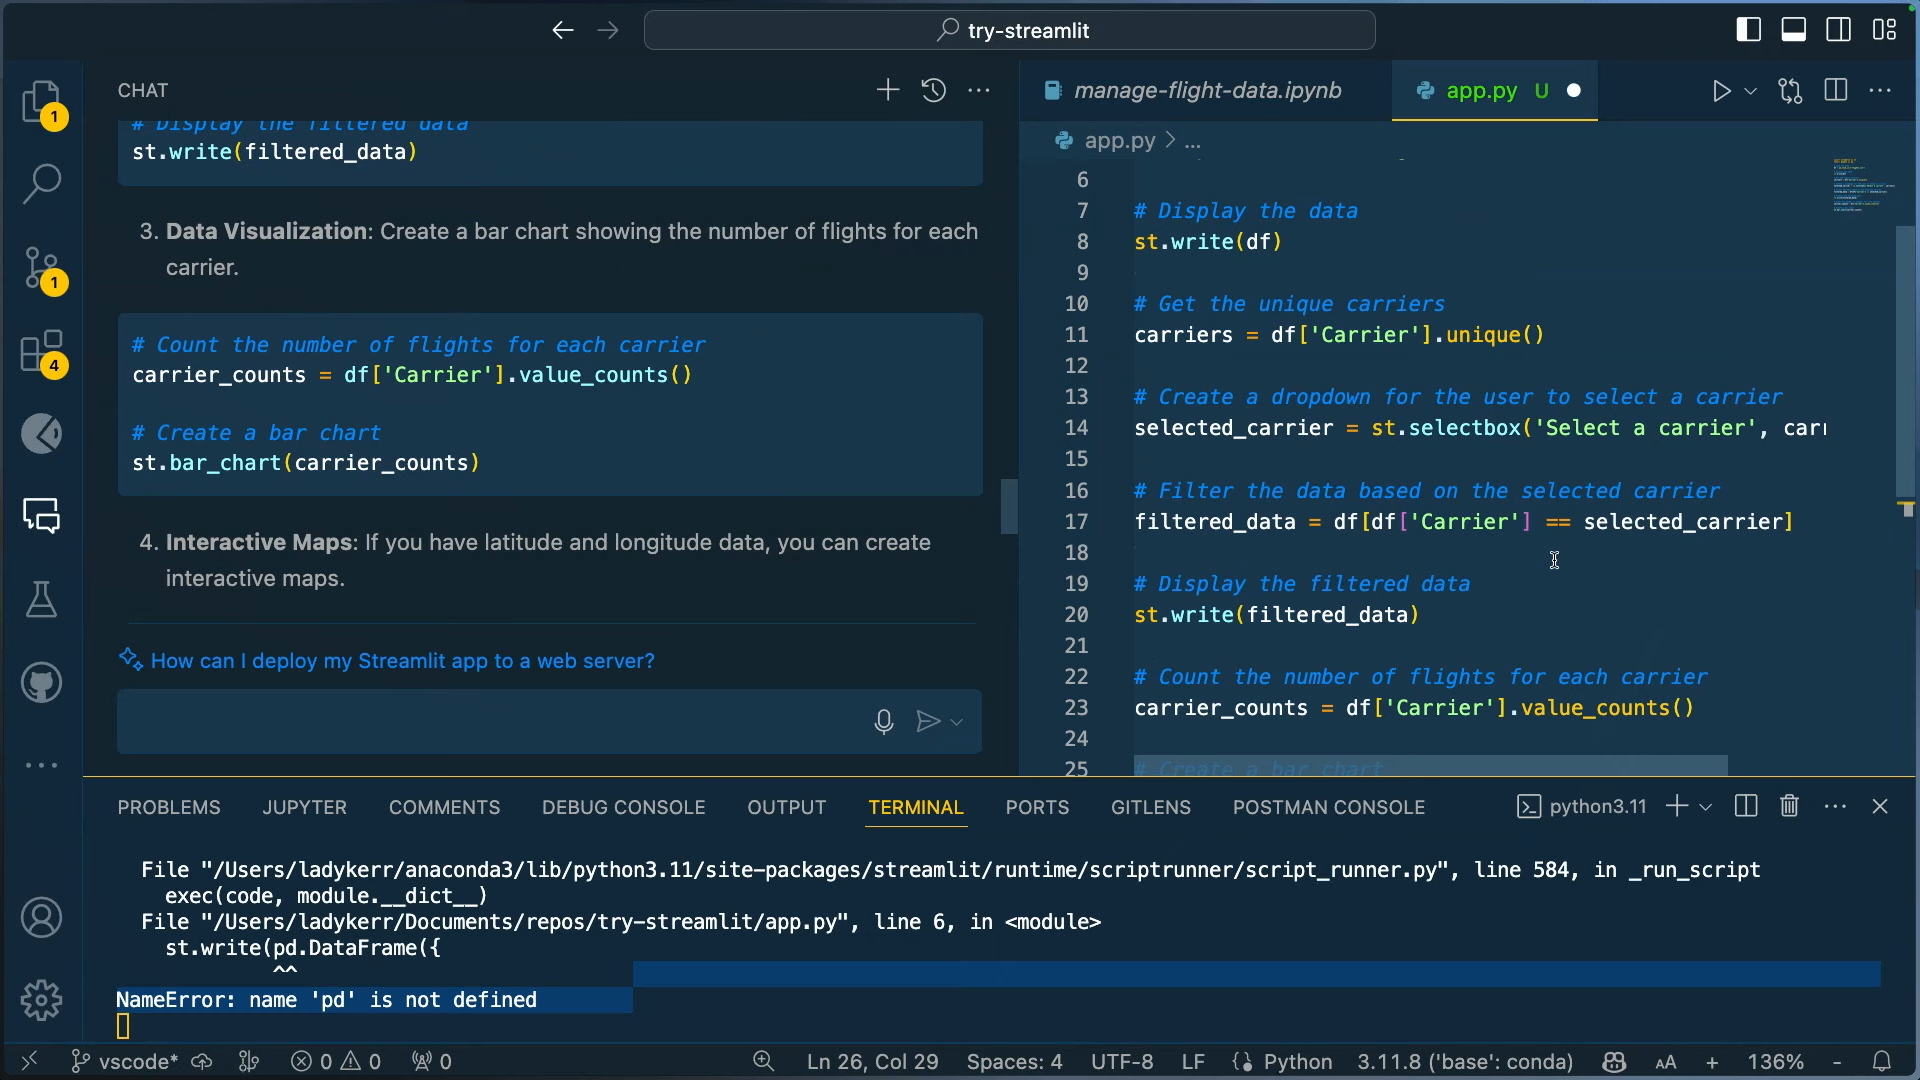 try-streamlit
1
1
4
CHAT
# Display the filtered data
st.write(filtered_data)
3. Data Visualization: Create a bar chart showing the number of flights for each
carrier.
# Count the number of flights for each carrier
carrier_counts = df['Carrier'].value_counts()
# Create a bar chart
st.bar_chart(carrier_counts)
4. Interactive Maps: If you have latitude and longitude data, you can create
interactive maps.
How can I deploy my Streamlit app to a web server?
manage-flight-data.ipynb
app.py U
app.py > ...
6
7 # Display the data
8 st.write(df)
9
10 # Get the unique carriers
11 carriers = df['Carrier'].unique()
12
13 # Create a dropdown for the user to select a carrier
14 selected_carrier = st.selectbox('Select a carrier', carr
15
16 # Filter the data based on the selected carrier
17 filtered_data = df[df['Carrier'] == selected_carrier]
18
19 # Display the filtered data
20 st.write(filtered_data)
21
22 # Count the number of flights for each carrier
23 carrier_counts = df['Carrier'].value_counts()
24
25 # Create a bar chart
PROBLEMS JUPYTER COMMENTS DEBUG CONSOLE OUTPUT TERMINAL PORTS GITLENS POSTMAN CONSOLE python3.11
File "/Users/ladykerr/anaconda3/lib/python3.11/site-packages/streamlit/runtime/scriptrunner/script_runner.py", line 584, in _run_script
exec(code, module.__dict__)
File "/Users/ladykerr/Documents/repos/try-streamlit/app.py", line 6, in <module>
st.write(pd.DataFrame({
^^
NameError: name 'pd' is not defined
vscode* 0 0 0 Ln 26, Col 29 Spaces: 4 UTF-8 LF Python 3.11.8 ('base': conda) AA + 136% -